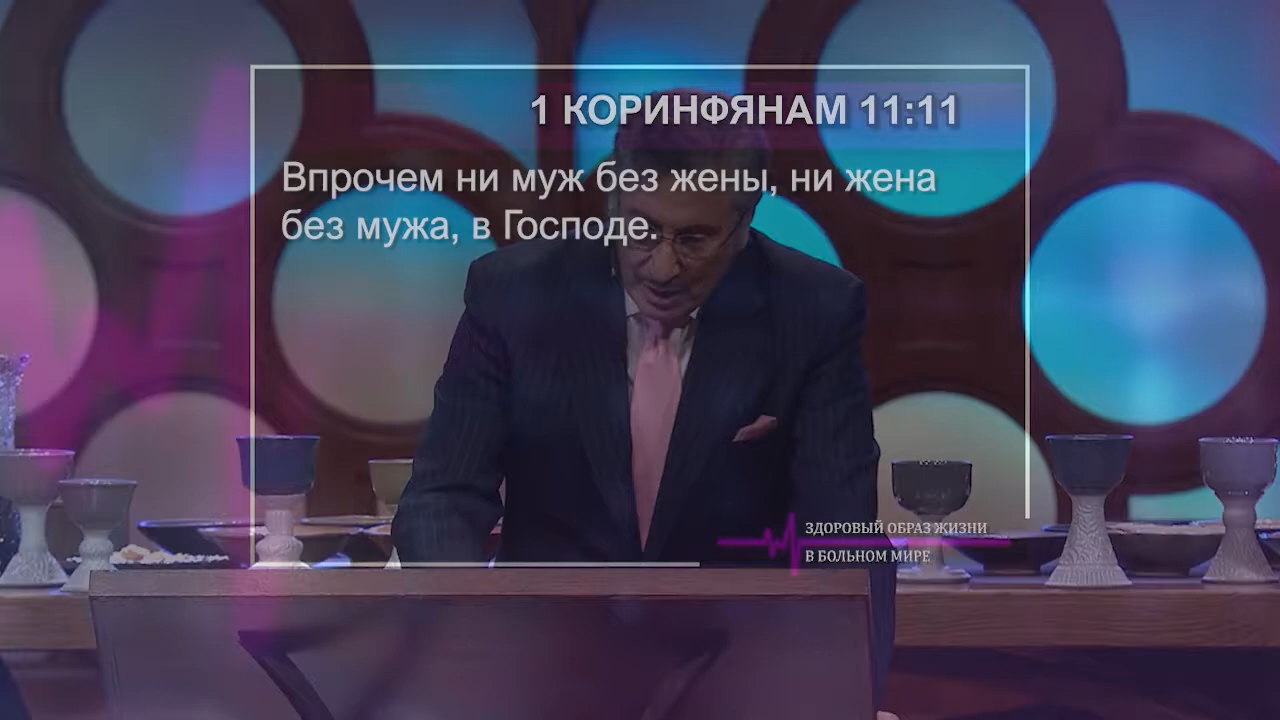 1 КОРИНФЯНАМ 11:11
Впрочем ни муж без жены, ни жена
без мужа, в Господе.
ЗДОРОВЫЙ ОБРАЗ ЖИЗНИ
В БОЛЬНОМ МИРЕ